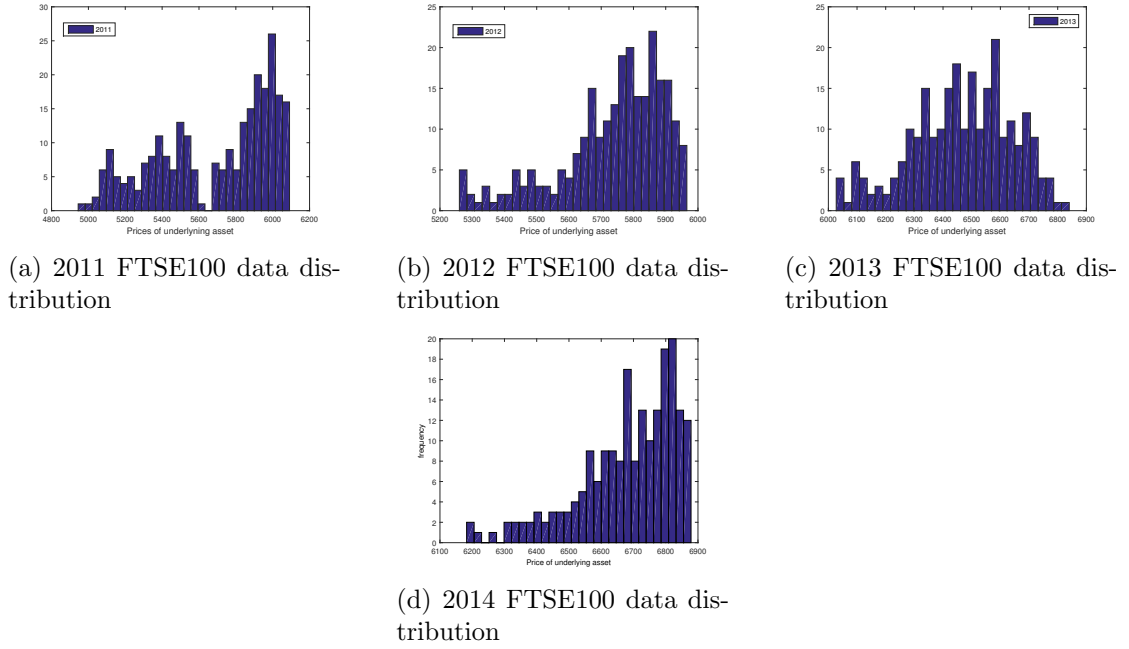 30
25
20
15
10
5
0
4800 5000 5200 5400 5600 5800 6000 6200
Prices of underlyning asset
2011
(a) 2011 FTSE100 data dis-
tribution
25
20
15
10
5
0
5200 5300 5400 5500 5600 5700 5800 5900 6000
Price of underlying asset
2012
(b) 2012 FTSE100 data dis-
tribution
25
20
15
10
5
0
6000 6100 6200 6300 6400 6500 6600 6700 6800 6900
Price of underlying asset
2013
(c) 2013 FTSE100 data dis-
tribution
20
18
16
14
12
10
8
6
4
2
0
frequency
6100 6200 6300 6400 6500 6600 6700 6800 6900
Price of underlying asset
(d) 2014 FTSE100 data dis-
tribution